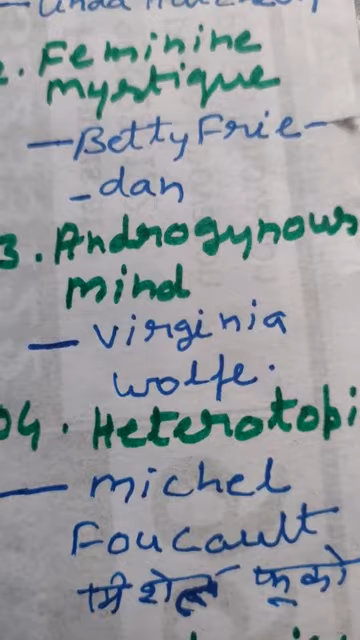 2. Feminine
Mystique
— Betty Frie-
- dan
3. Androgynous
Mind
— Virginia
Wolfe.
04. Heterotopi
— Michel
Foucault
मिशेल फूको